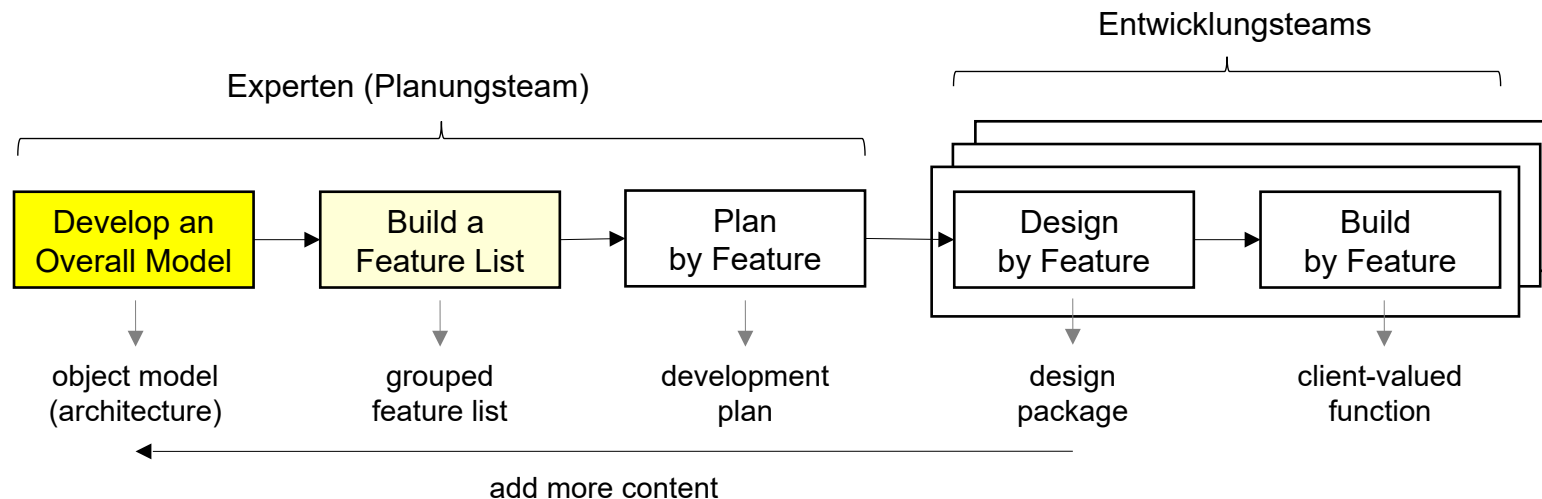 Entwicklungsteams
Experten (Planungsteam)
Develop an
Overall Model
Build a
Feature List
Plan
by Feature
Design
by Feature
Build
by Feature
object model
(architecture)
grouped
feature list
development
plan
design
package
client-valued
function
add more content